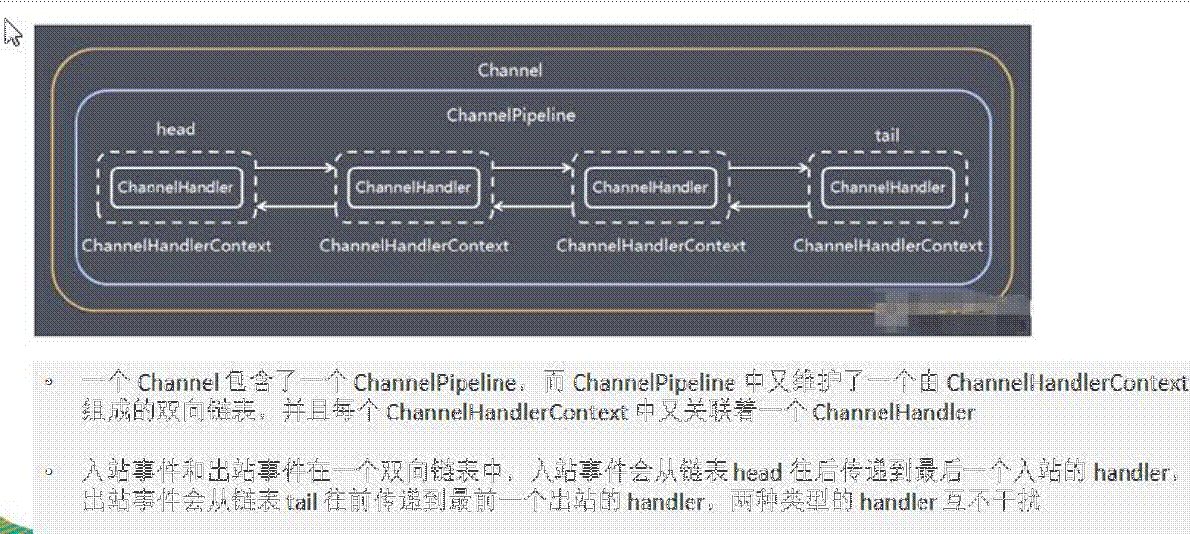 Channel
ChannelPipeline
head
tail
ChannelHandler ChannelHandler ChannelHandler ChannelHandler
ChannelHandlerContext ChannelHandlerContext ChannelHandlerContext ChannelHandlerContext
• 一个 Channel 包含了一个 ChannelPipeline，而 ChannelPipeline 中又维护了一个由 ChannelHandlerContext
组成的双向链表，并且每个 ChannelHandlerContext 中又关联着一个 ChannelHandler
• 入站事件和出站事件在一个双向链表中，入站事件会从链表 head 往后传递到最后一个入站的 handler，
出站事件会从链表 tail 往前传递到最前一个出站的 handler，两种类型的 handler 互不干扰